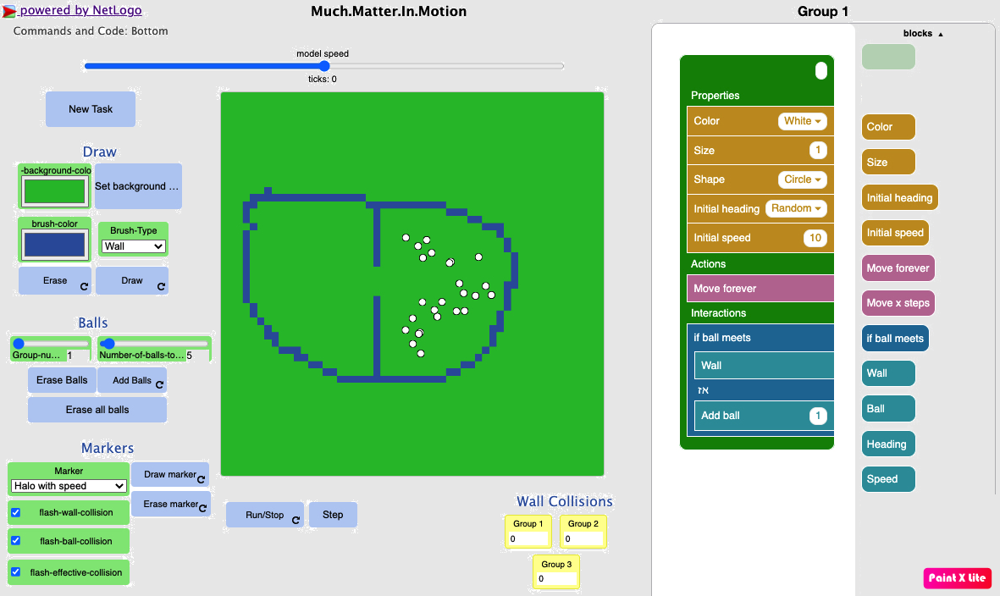 powered by NetLogo
Much.Matter.In.Motion
Commands and Code: Bottom
model speed
ticks: 0
New Task
Draw
-background-colo
Set background ...
brush-color
Brush-Type
Wall
Erase
Draw
Balls
Group-nu... 1
Number-of-balls-to... 5
Erase Balls
Add Balls
Erase all balls
Markers
Marker
Halo with speed
Draw marker
Erase marker
flash-wall-collision
flash-ball-collision
flash-effective-collision
Run/Stop
Step
Wall Collisions
Group 1
0
Group 2
0
Group 3
0
Group 1
Properties
Color White
Size 1
Shape Circle
Initial heading Random
Initial speed 10
Actions
Move forever
Interactions
if ball meets
Wall
אז
Add ball 1
blocks ▲
Color
Size
Initial heading
Initial speed
Move forever
Move x steps
if ball meets
Wall
Ball
Heading
Speed
Paint X Lite